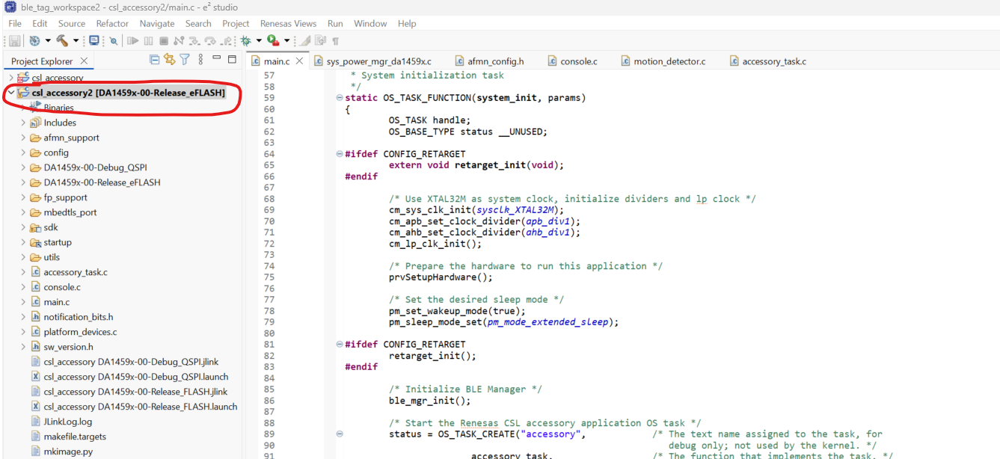 ble_tag_workspace2 - csl_accessory2/main.c - e² studio
File Edit Source Refactor Navigate Search Project Renesas Views Run Window Help
Project Explorer
csl_accessory
csl_accessory2 [DA1459x-00-Release_eFLASH]
Binaries
Includes
afmn_support
config
DA1459x-00-Debug_QSPI
DA1459x-00-Release_eFLASH
fp_support
mbedtls_port
sdk
startup
utils
accessory_task.c
console.c
main.c
notification_bits.h
platform_devices.c
sw_version.h
csl_accessory DA1459x-00-Debug_QSPI.jlink
csl_accessory DA1459x-00-Debug_QSPI.launch
csl_accessory DA1459x-00-Release_FLASH.jlink
csl_accessory DA1459x-00-Release_FLASH.launch
JLinkLog.log
makefile.targets
mkimage.py
main.c sys_power_mgr_da1459x.c afmn_config.h console.c motion_detector.c accessory_task.c
57 * System initialization task
58 */
59 static OS_TASK_FUNCTION(system_init, params)
60 {
61 OS_TASK handle;
62 OS_BASE_TYPE status __UNUSED;
63
64 #ifdef CONFIG_RETARGET
65 extern void retarget_init(void);
66 #endif
67
68 /* Use XTAL32M as system clock, initialize dividers and lp clock */
69 cm_sys_clk_init(sysclk_XTAL32M);
70 cm_apb_set_clock_divider(apb_div1);
71 cm_ahb_set_clock_divider(ahb_div1);
72 cm_lp_clk_init();
73
74 /* Prepare the hardware to run this application */
75 prvSetupHardware();
76
77 /* Set the desired sleep mode */
78 pm_set_wakeup_mode(true);
79 pm_sleep_mode_set(pm_mode_extended_sleep);
80
81 #ifdef CONFIG_RETARGET
82 retarget_init();
83 #endif
84
85 /* Initialize BLE Manager */
86 ble_mgr_init();
87
88 /* Start the Renesas CSL accessory application OS task */
89 status = OS_TASK_CREATE("accessory", /* The text name assigned to the task, for
90 debug only; not used by the kernel. */
91 accessory_task, /* The function that implements the task. */